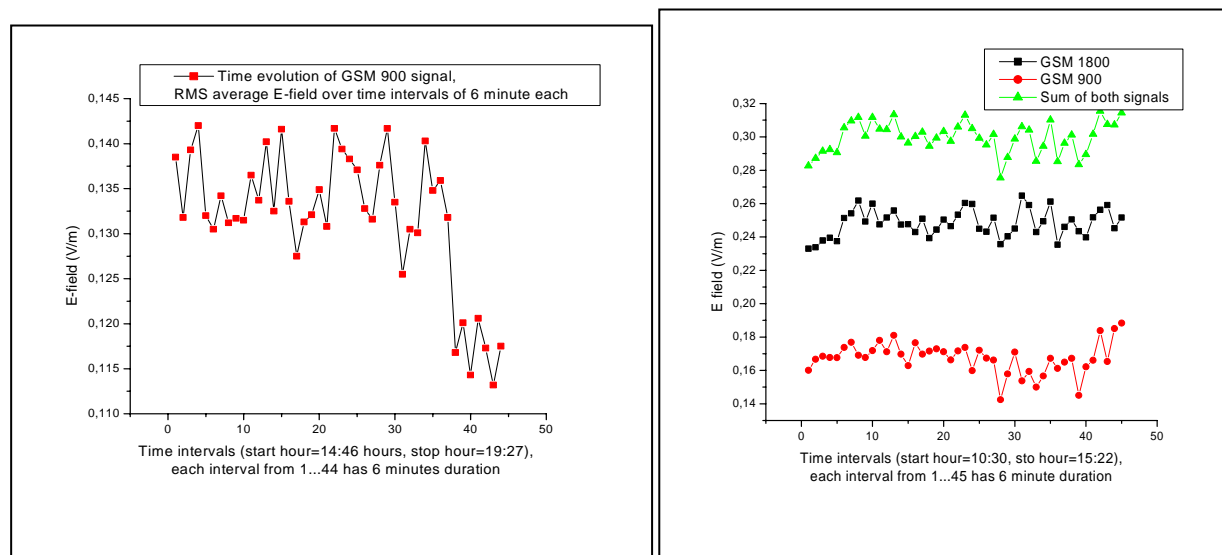 Time evolution of GSM 900 signal,
RMS average E-field over time intervals of 6 minute each
0,145
0,140
0,135
0,130
0,125
0,120
0,115
0,110
E-field (V/m)
0
10
20
30
40
50
Time intervals (start hour=14:46 hours, stop hour=19:27),
each interval from 1...44 has 6 minutes duration
GSM 1800
GSM 900
Sum of both signals
0,32
0,30
0,28
0,26
0,24
0,22
0,20
0,18
0,16
0,14
E field (V/m)
0
10
20
30
40
50
Time intervals (start hour=10:30, sto hour=15:22),
each interval from 1...45 has 6 minute duration